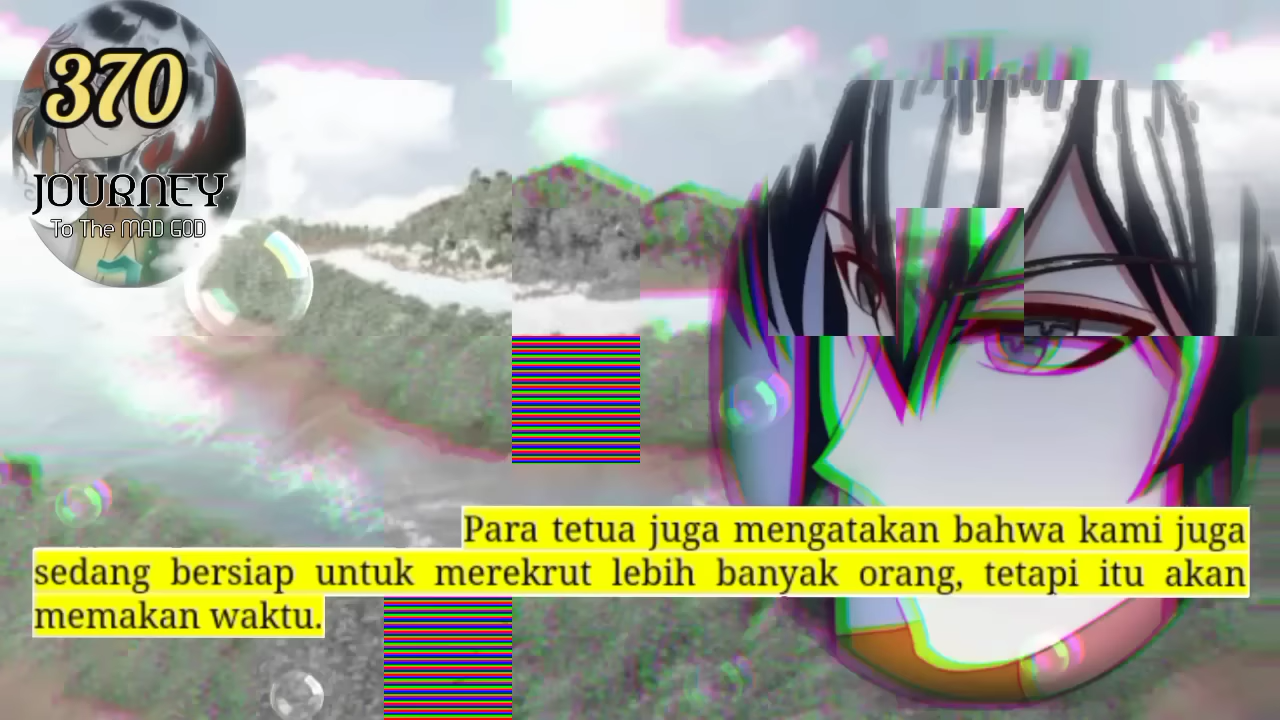 370
JOURNEY
To The MAD GOD
Para tetua juga mengatakan bahwa kami juga
sedang bersiap untuk merekrut lebih banyak orang, tetapi itu akan
memakan waktu.